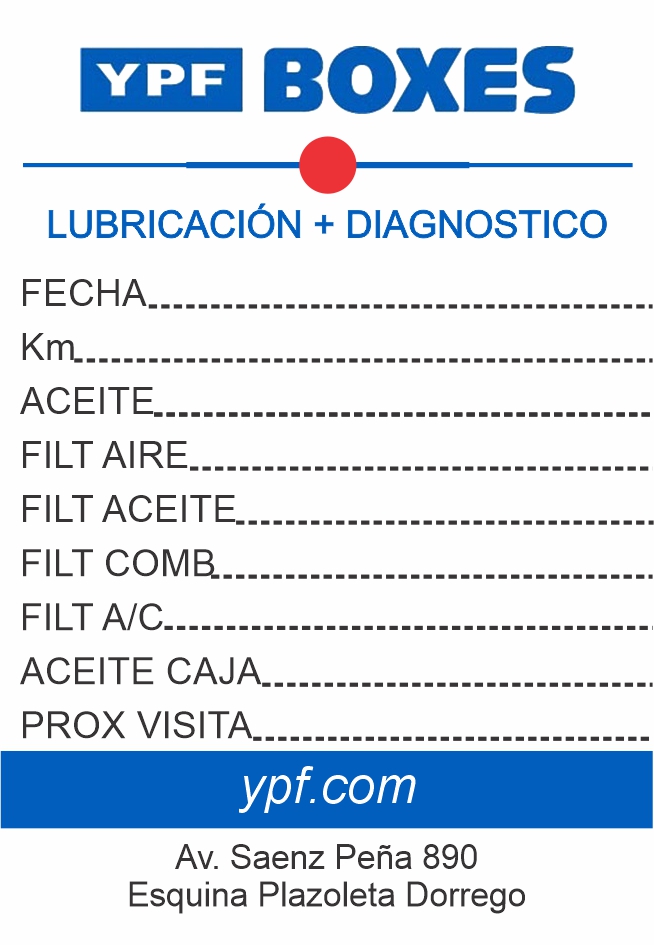 YPF BOXES
LUBRICACIÓN + DIAGNOSTICO
FECHA
Km
ACEITE
FILT AIRE
FILT ACEITE
FILT COMB
FILT A/C
ACEITE CAJA
PROX VISITA
ypf.com
Av. Saenz Peña 890
Esquina Plazoleta Dorrego